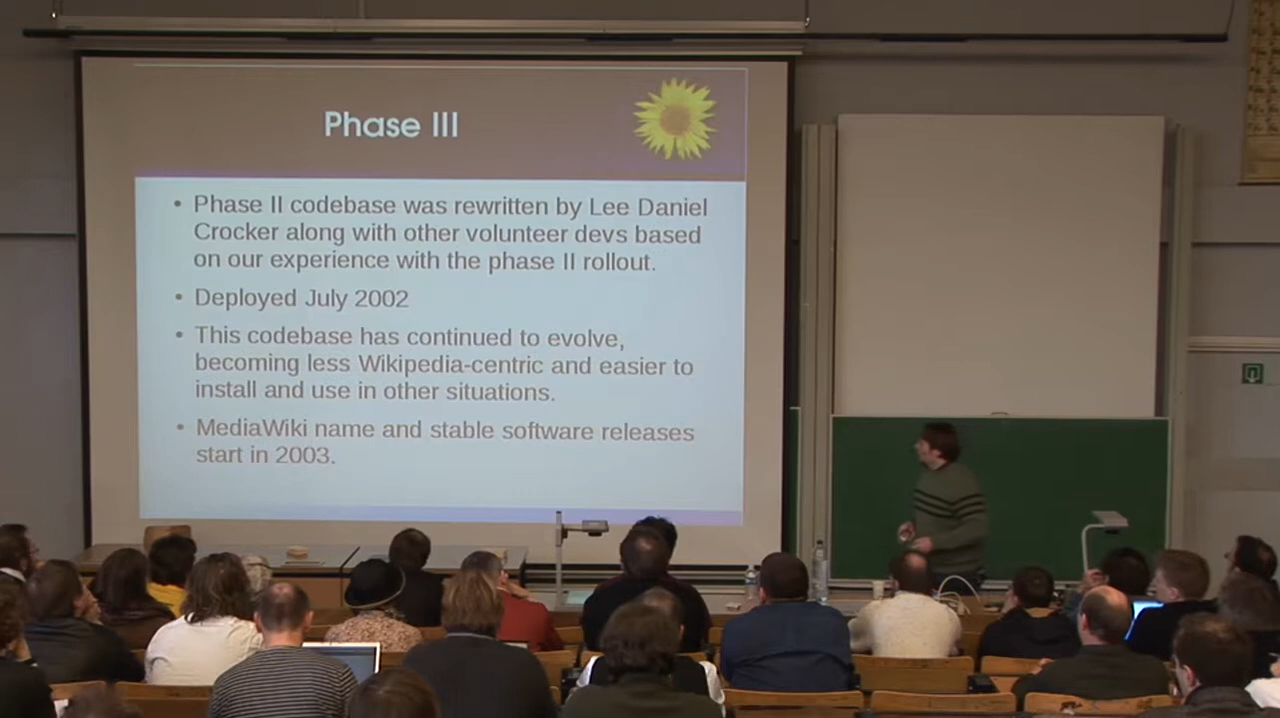 Phase III
• Phase II codebase was rewritten by Lee Daniel
Crocker along with other volunteer devs based
on our experience with the phase II rollout.
• Deployed July 2002
• This codebase has continued to evolve,
becoming less Wikipedia-centric and easier to
install and use in other situations.
• MediaWiki name and stable software releases
start in 2003.